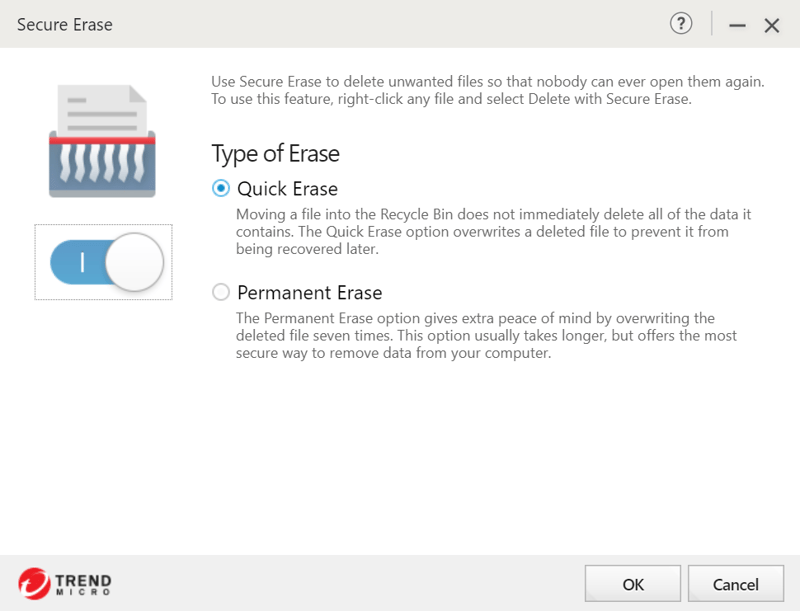 Secure Erase
?
Use Secure Erase to delete unwanted files so that nobody can ever open them again.
To use this feature, right-click any file and select Delete with Secure Erase.
Type of Erase
Quick Erase
Moving a file into the Recycle Bin does not immediately delete all of the data it
contains. The Quick Erase option overwrites a deleted file to prevent it from
being recovered later.
Permanent Erase
The Permanent Erase option gives extra peace of mind by overwriting the
deleted file seven times. This option usually takes longer, but offers the most
secure way to remove data from your computer.
TREND
MICRO
OK
Cancel